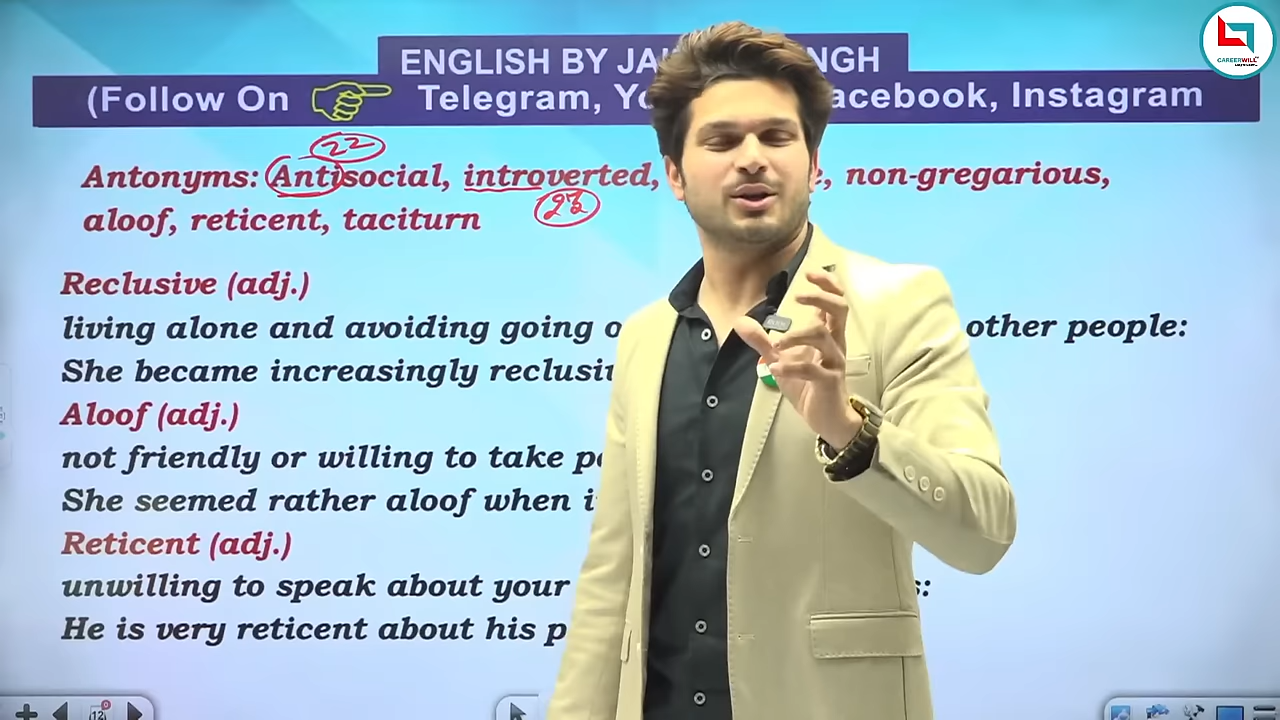 ENGLISH BY JAI NGH
CAREERWILL
(Follow On Telegram, Yo acebook, Instagram
22
Antonyms: Antisocial, introverted, e, non-gregarious,
aloof, reticent, taciturn
Reclusive (adj.)
living alone and avoiding going o other people:
She became increasingly reclusi
Aloof (adj.)
not friendly or willing to take p
She seemed rather aloof when i
Reticent (adj.)
unwilling to speak about your s:
He is very reticent about his p
12